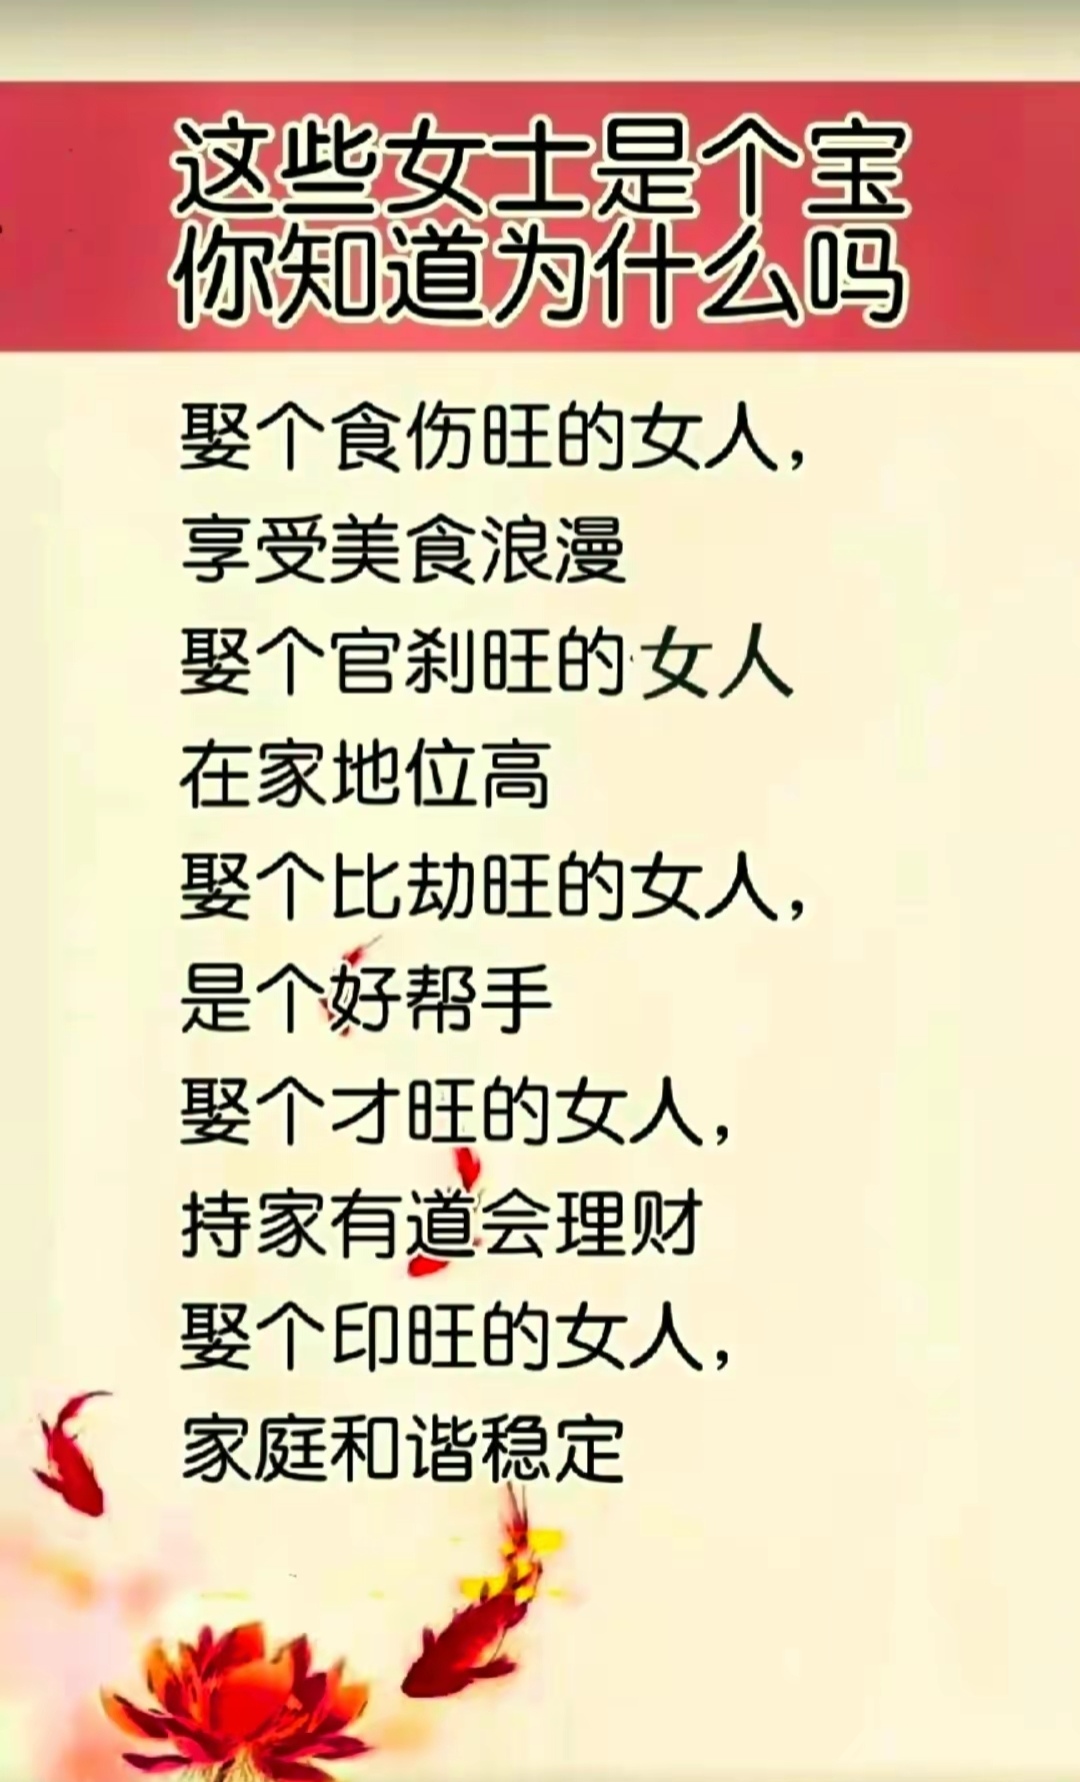 这些女士是个宝
你知道为什么吗
娶个食伤旺的女人，
享受美食浪漫
娶个官刹旺的女人
在家地位高
娶个比劫旺的女人，
是个好帮手
娶个才旺的女人，
持家有道会理财
娶个印旺的女人，
家庭和谐稳定